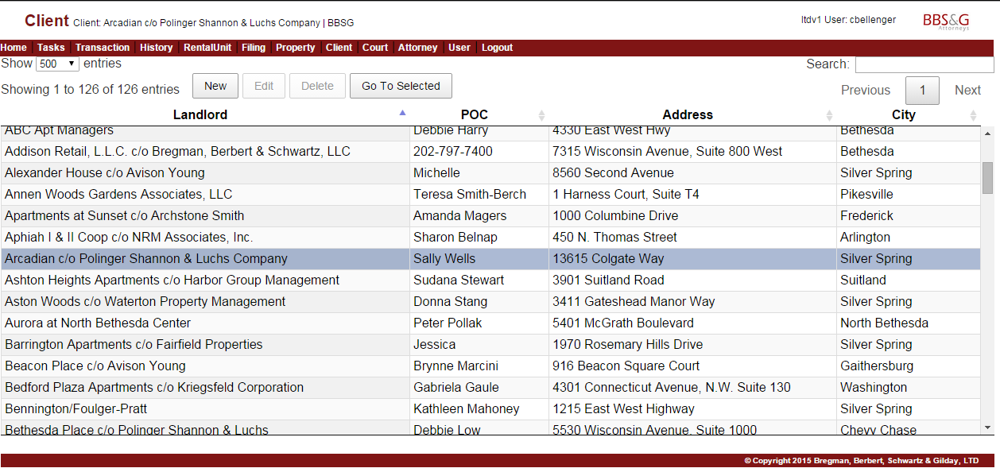 Client Client: Arcadian c/o Polinger Shannon & Luchs Company | BBSG
ltdv1 User: cbellenger
BBS&G
Attorneys
Home Tasks Transaction History RentalUnit Filing Property Client Court Attorney User Logout
Show 500 entries
Search:
Showing 1 to 126 of 126 entries New Edit Delete Go To Selected
Previous 1 Next
Landlord POC Address City
ABC Apt Managers Debbie Harry 4330 East West Hwy Bethesda
Addison Retail, L.L.C. c/o Bregman, Berbert & Schwartz, LLC 202-797-7400 7315 Wisconsin Avenue, Suite 800 West Bethesda
Alexander House c/o Avison Young Michelle 8560 Second Avenue Silver Spring
Annen Woods Gardens Associates, LLC Teresa Smith-Berch 1 Harness Court, Suite T4 Pikesville
Apartments at Sunset c/o Archstone Smith Amanda Magers 1000 Columbine Drive Frederick
Aphiah I & II Coop c/o NRM Associates, Inc. Sharon Belnap 450 N. Thomas Street Arlington
Arcadian c/o Polinger Shannon & Luchs Company Sally Wells 13615 Colgate Way Silver Spring
Ashton Heights Apartments c/o Harbor Group Management Sudana Stewart 3901 Suitland Road Suitland
Aston Woods c/o Waterton Property Management Donna Stang 3411 Gateshead Manor Way Silver Spring
Aurora at North Bethesda Center Peter Pollak 5401 McGrath Boulevard North Bethesda
Barrington Apartments c/o Fairfield Properties Jessica 1970 Rosemary Hills Drive Silver Spring
Beacon Place c/o Avison Young Brynne Marcini 916 Beacon Square Court Gaithersburg
Bedford Plaza Apartments c/o Kriegsfeld Corporation Gabriela Gaule 4301 Connecticut Avenue, N.W. Suite 130 Washington
Bennington/Foulger-Pratt Kathleen Mahoney 1215 East West Highway Silver Spring
Bethesda Place c/o Polinger Shannon & Luchs Debbie Low 5530 Wisconsin Avenue, Suite 1000 Chevy Chase
© Copyright 2015 Bregman, Berbert, Schwartz & Gilday, LTD